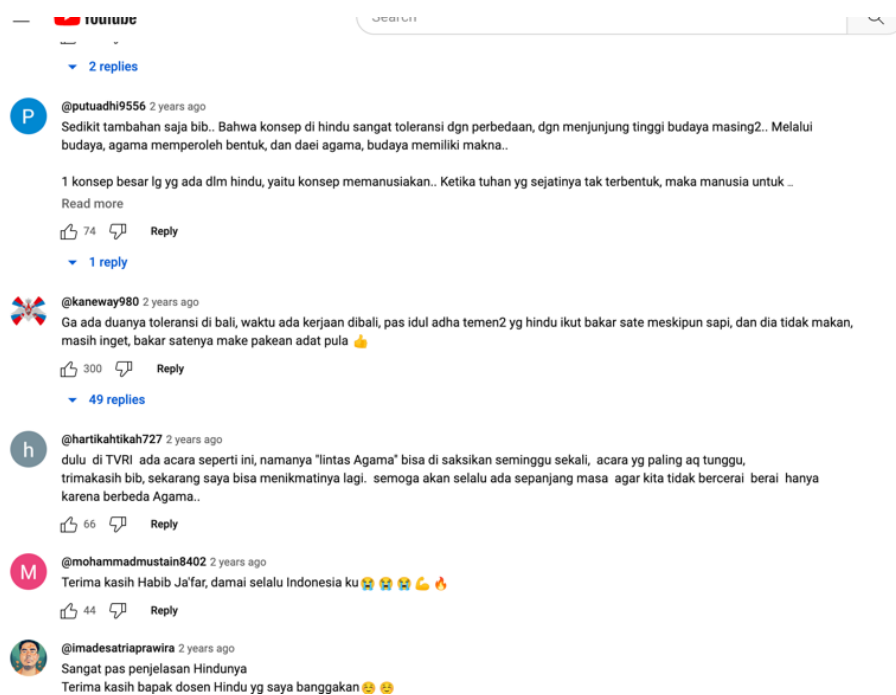 YouTube
Search
2 replies
P
@putuadhi9556 2 years ago
Sedikit tambahan saja bib.. Bahwa konsep di hindu sangat toleransi dgn perbedaan, dgn menjunjung tinggi budaya masing2.. Melalui
budaya, agama memperoleh bentuk, dan daei agama, budaya memiliki makna..
1 konsep besar lg yg ada dlm hindu, yaitu konsep memanusiakan.. Ketika tuhan yg sejatinya tak terbentuk, maka manusia untuk ..
Read more
74 Reply
1 reply
@kaneway980 2 years ago
Ga ada duanya toleransi di bali, waktu ada kerjaan dibali, pas idul adha temen2 yg hindu ikut bakar sate meskipun sapi, dan dia tidak makan,
masih inget, bakar satenya make pakean adat pula 👍
300 Reply
49 replies
h
@hartikahtikah727 2 years ago
dulu di TVRI ada acara seperti ini, namanya "lintas Agama" bisa di saksikan seminggu sekali, acara yg paling aq tunggu,
trimakasih bib, sekarang saya bisa menikmatinya lagi. semoga akan selalu ada sepanjang masa agar kita tidak bercerai berai hanya
karena berbeda Agama..
66 Reply
M
@mohammadmustain8402 2 years ago
Terima kasih Habib Ja'far, damai selalu Indonesia ku😭 😭 😭 💪 🔥
44 Reply
@imadesatriaprawira 2 years ago
Sangat pas penjelasan Hindunya
Terima kasih bapak dosen Hindu yg saya banggakan☺️ ☺️